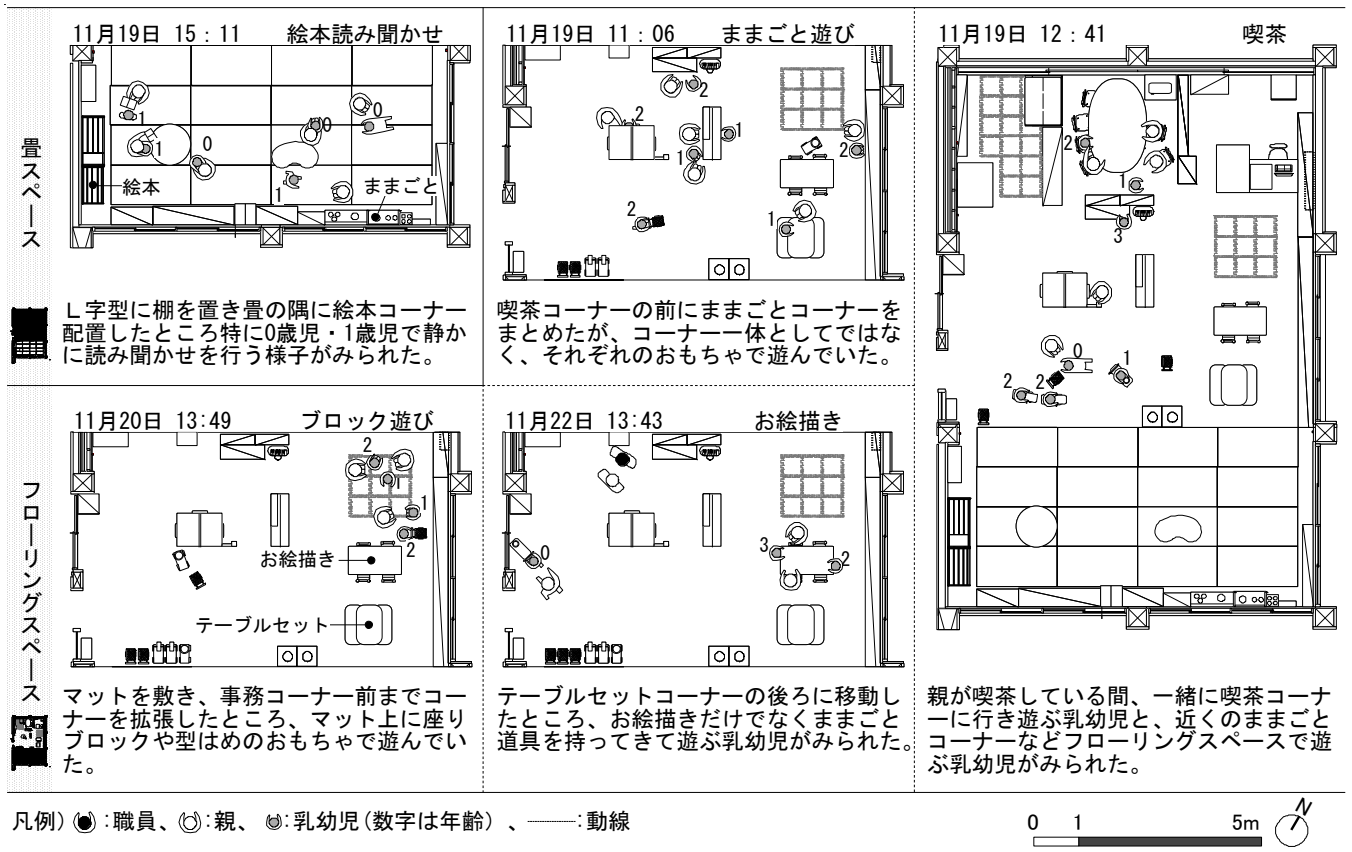 畳スペース
11月19日 15：11　絵本読み聞かせ
1
1
0
0
0
1
絵本
ままごと
Ｌ字型に棚を置き畳の隅に絵本コーナー
配置したところ特に0歳児・1歳児で静か
に読み聞かせを行う様子がみられた。
11月19日 11：06　ままごと遊び
2
2
1
1
2
2
1
喫茶コーナーの前にままごとコーナーを
まとめたが、コーナー一体としてではな
く、それぞれのおもちゃで遊んでいた。
フローリングスペース
11月20日 13:49　ブロック遊び
2
1
1
2
お絵描き
テーブルセット
マットを敷き、事務コーナー前までコー
ナーを拡張したところ、マット上に座り
ブロックや型はめのおもちゃで遊んでい
た。
11月22日 13:43　お絵描き
0
3
2
テーブルセットコーナーの後ろに移動し
たところ、お絵描きだけでなくままごと
道具を持ってきて遊ぶ乳幼児がみられた。
11月19日 12：41　喫茶
2
1
3
0
1
2
2
親が喫茶している間、一緒に喫茶コーナ
ーに行き遊ぶ乳幼児と、近くのままごと
コーナーなどフローリングスペースで遊
ぶ乳幼児がみられた。
凡例）:職員、:親、:乳幼児(数字は年齢）、:動線
0 1 5m
N